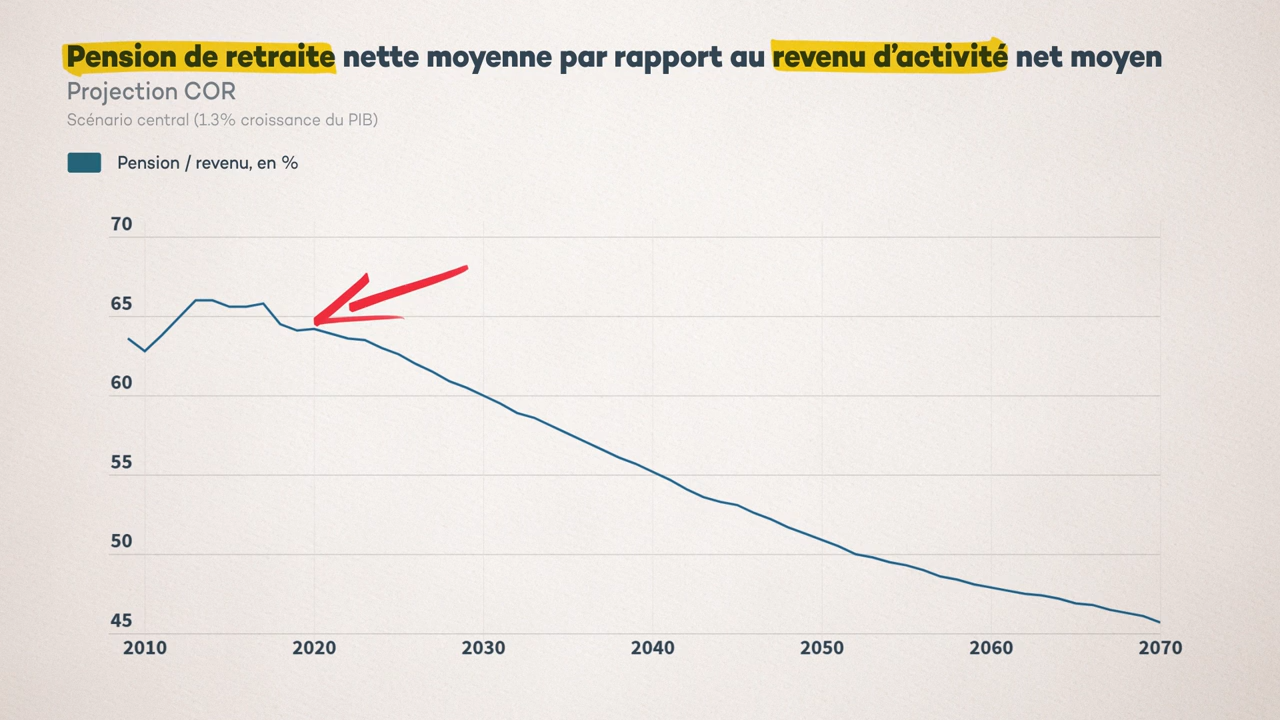 Pension de retraite nette moyenne par rapport au revenu d’activité net moyen
Projection COR
Scénario central (1.3% croissance du PIB)
Pension / revenu, en %
70
65
60
55
50
45
2010 2020 2030 2040 2050 2060 2070